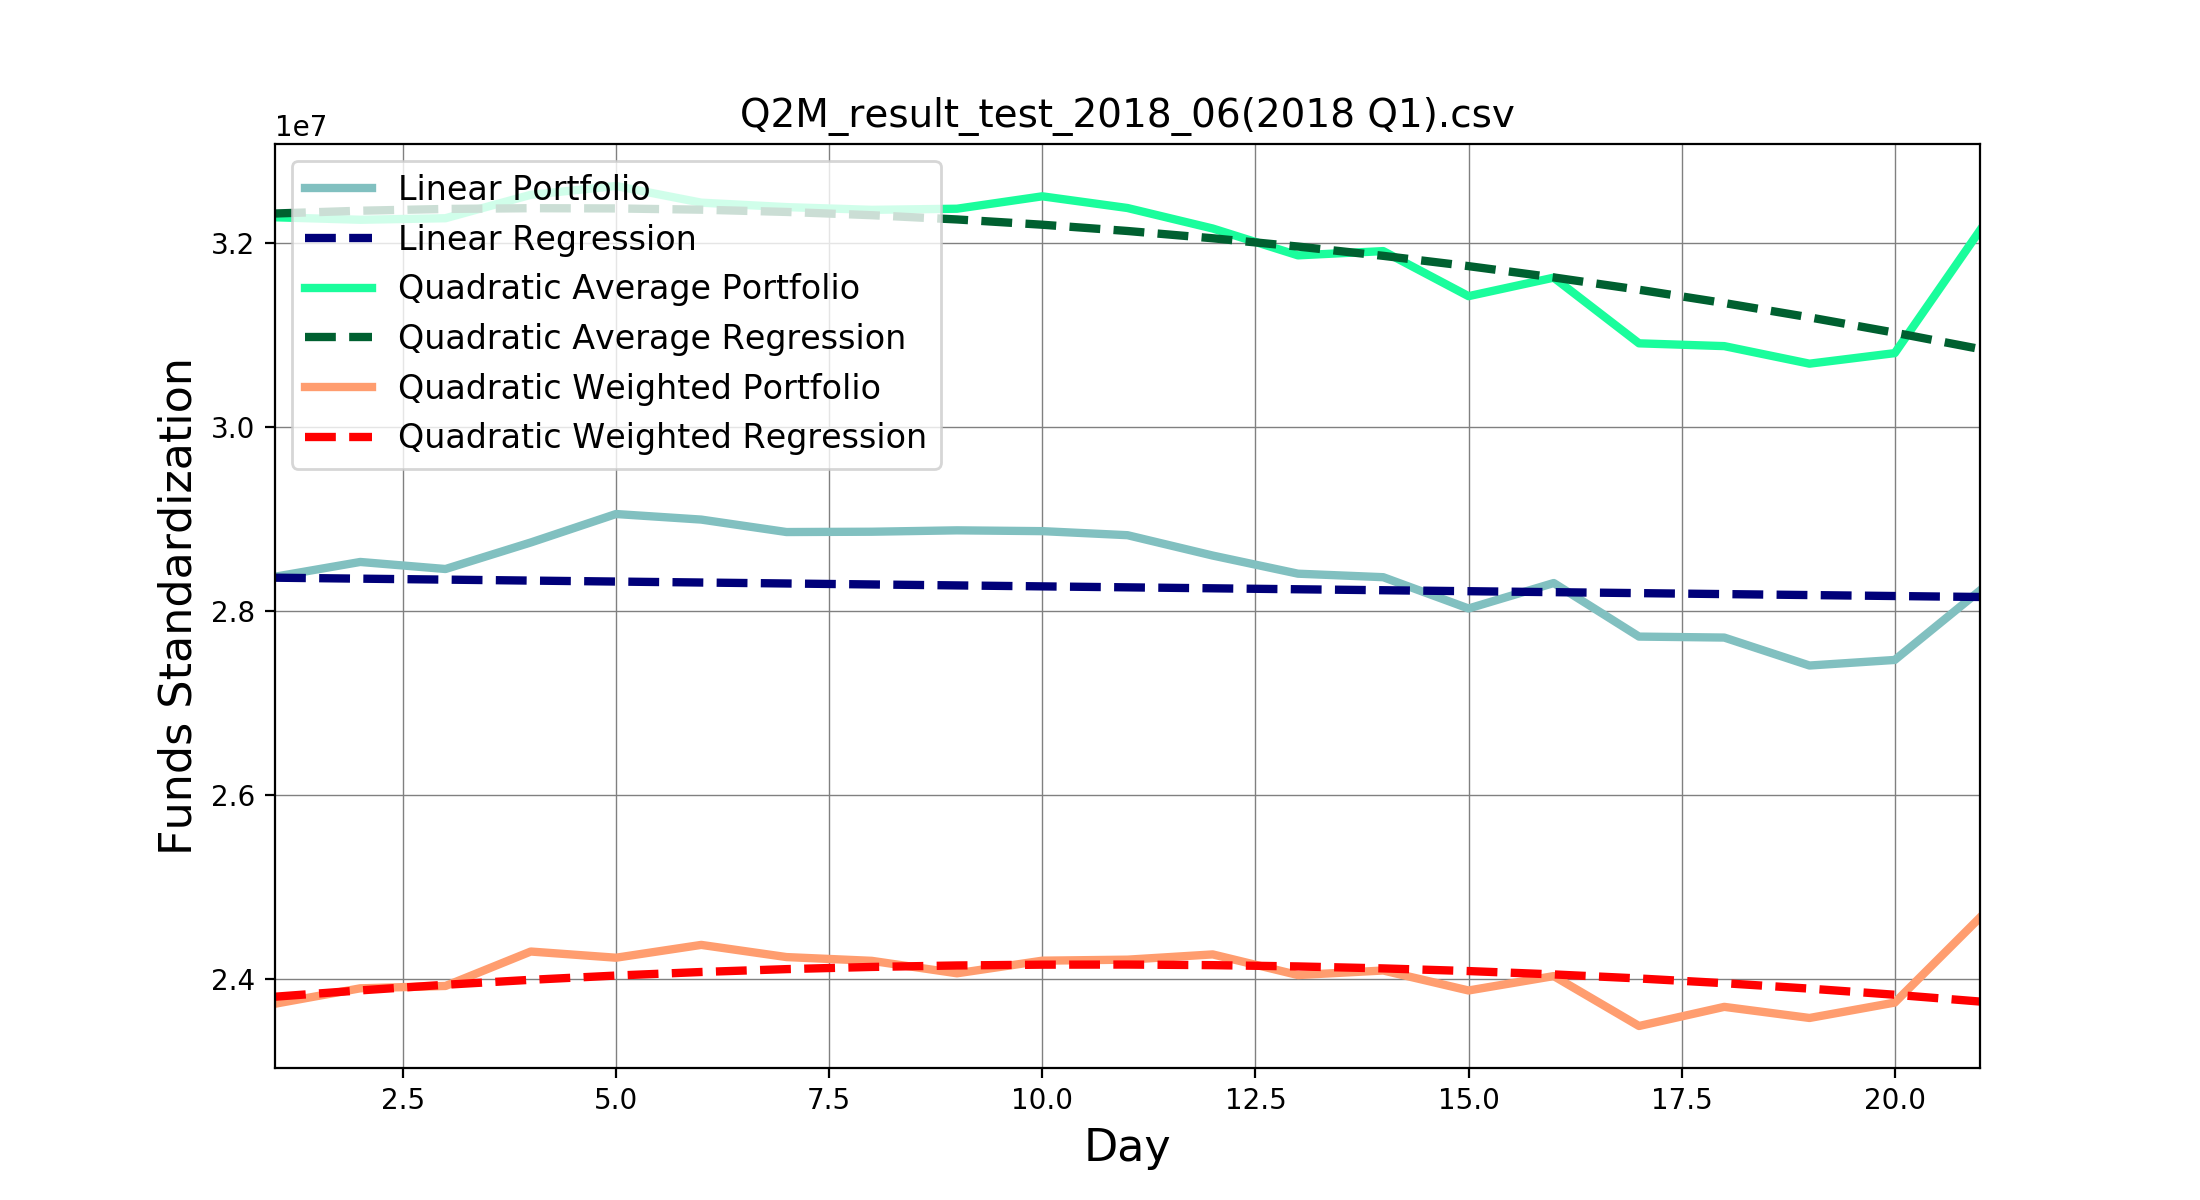 Q2M_result_test_2018_06(2018 Q1).csv
1e7
Linear Portfolio
Linear Regression
Quadratic Average Portfolio
Quadratic Average Regression
Quadratic Weighted Portfolio
Quadratic Weighted Regression
3.2
3.0
2.8
2.6
2.4
Funds Standardization
2.5 5.0 7.5 10.0 12.5 15.0 17.5 20.0
Day